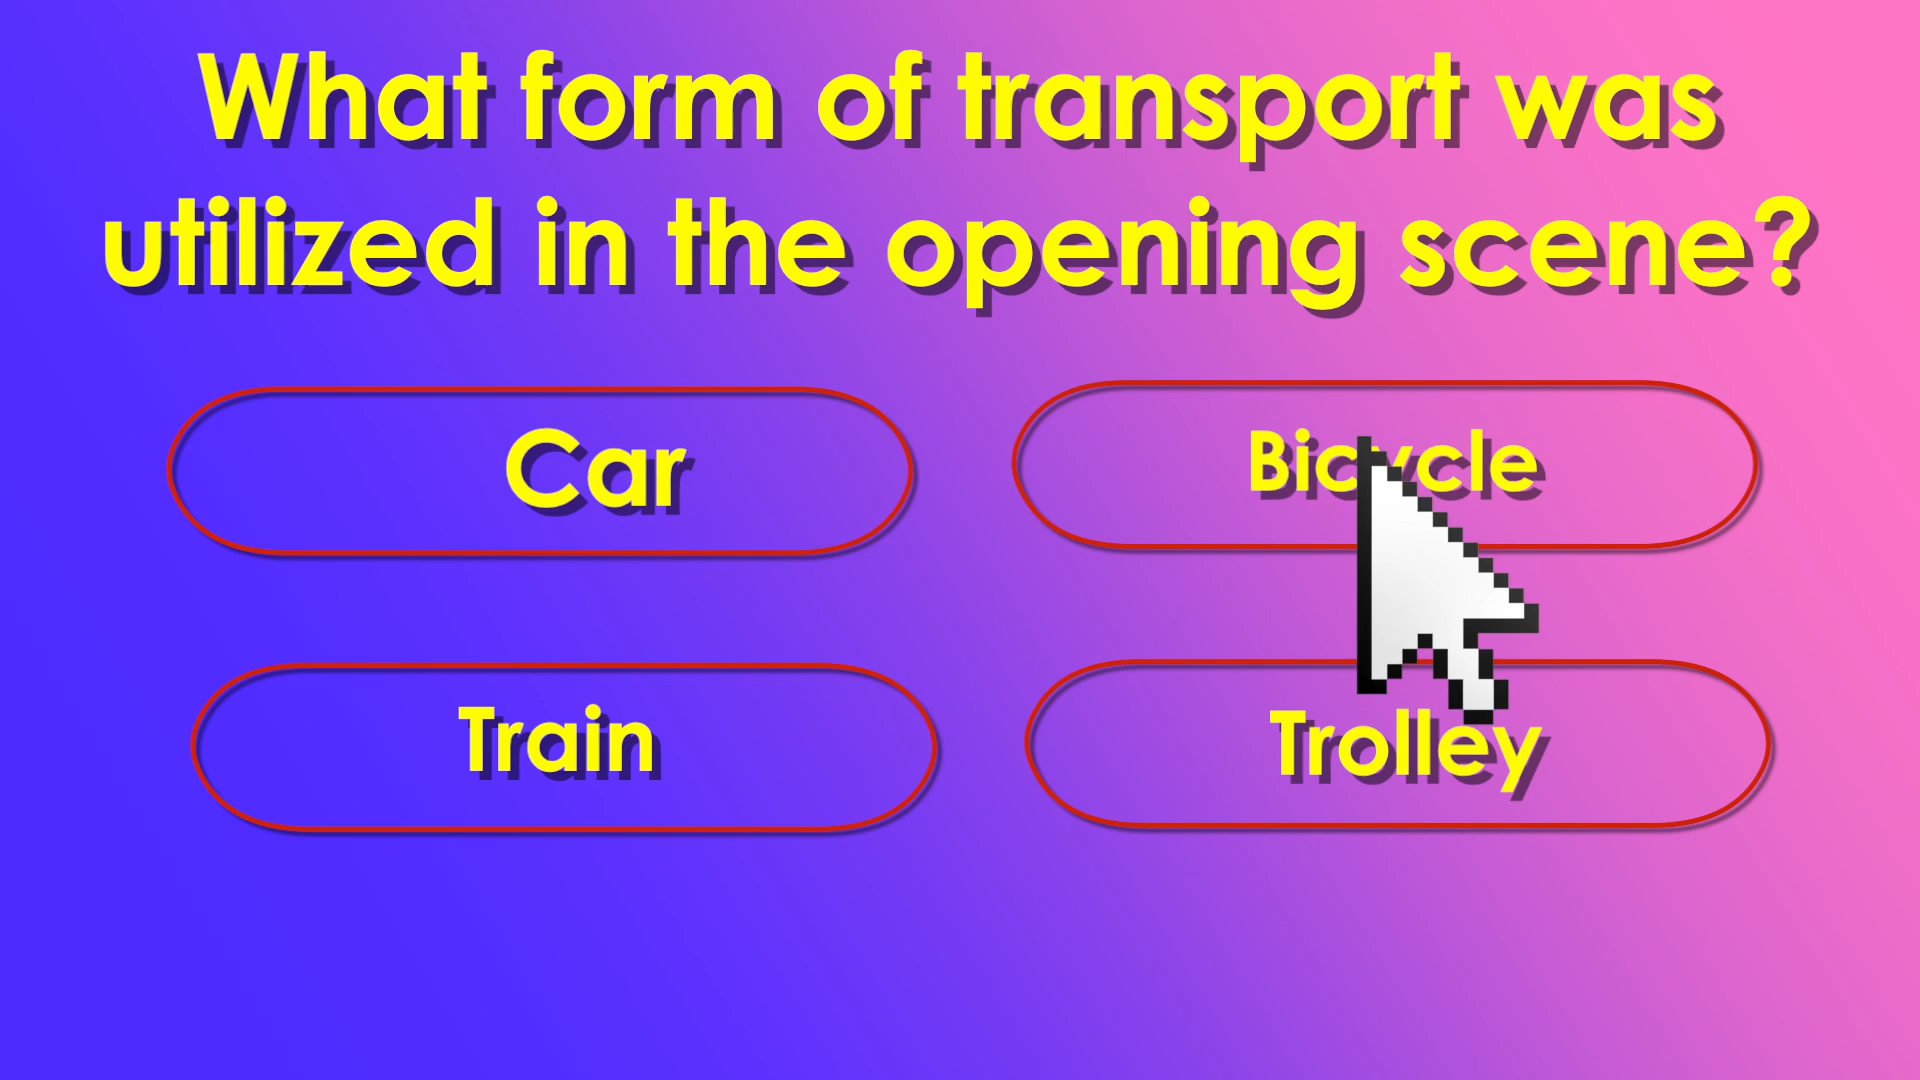 What form of transport was
utilized in the opening scene?
Car
Bicycle
Train
Trolley